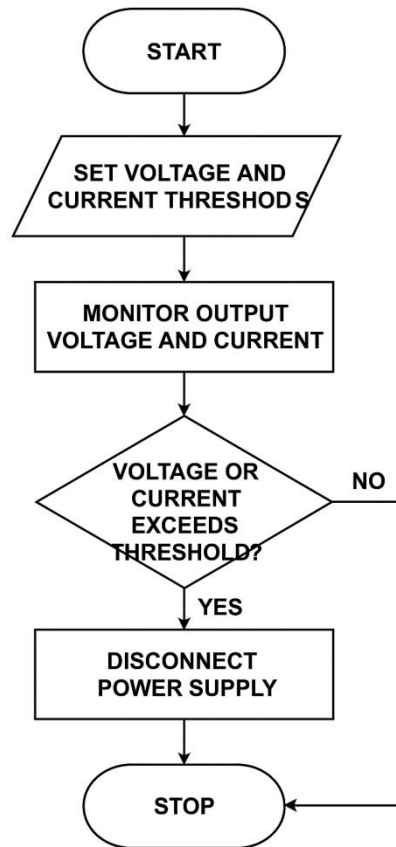 START
SET VOLTAGE AND
CURRENT THRESHODS
MONITOR OUTPUT
VOLTAGE AND CURRENT
VOLTAGE OR
CURRENT
EXCEEDS
THRESHOLD?
NO
YES
DISCONNECT
POWER SUPPLY
STOP